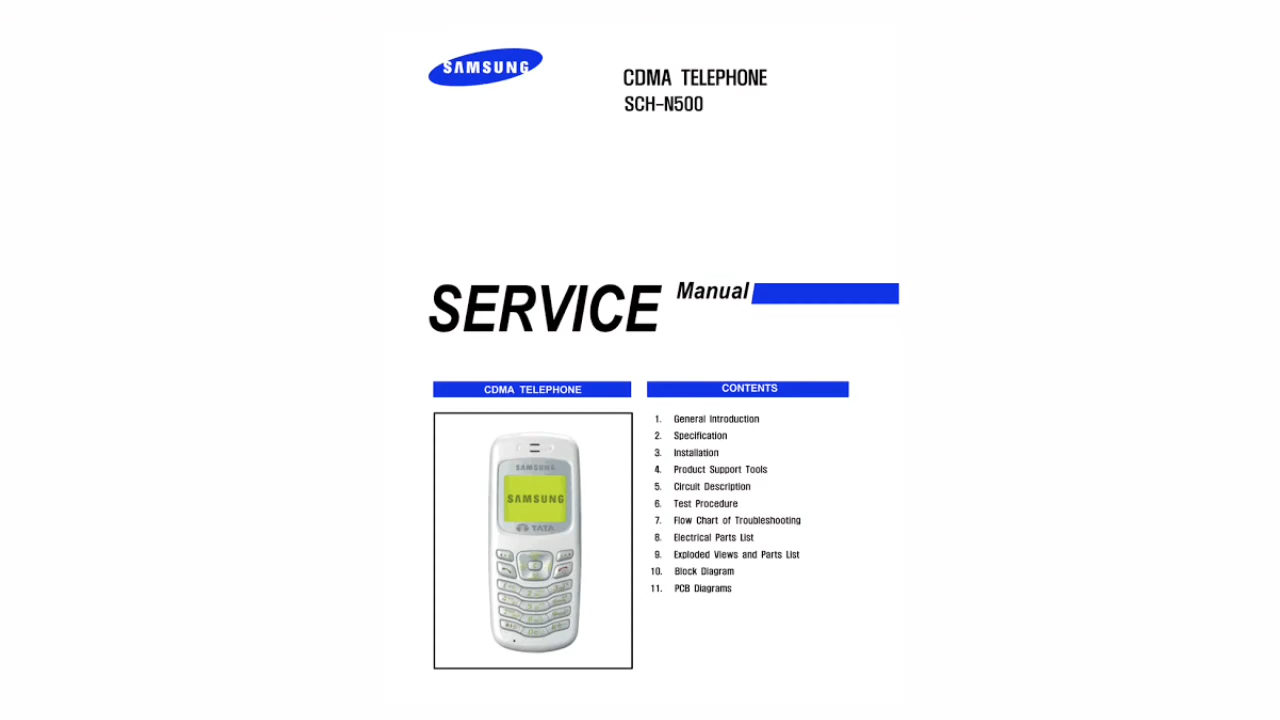 SAMSUNG
CDMA TELEPHONE
SCH-N500
SERVICE Manual
CDMA TELEPHONE
SAMSUNG
SAMSUNG
TATA
CONTENTS
1. General Introduction
2. Specification
3. Installation
4. Product Support Tools
5. Circuit Description
6. Test Procedure
7. Flow Chart of Troubleshooting
8. Electrical Parts List
9. Exploded Views and Parts List
10. Block Diagram
11. PCB Diagrams